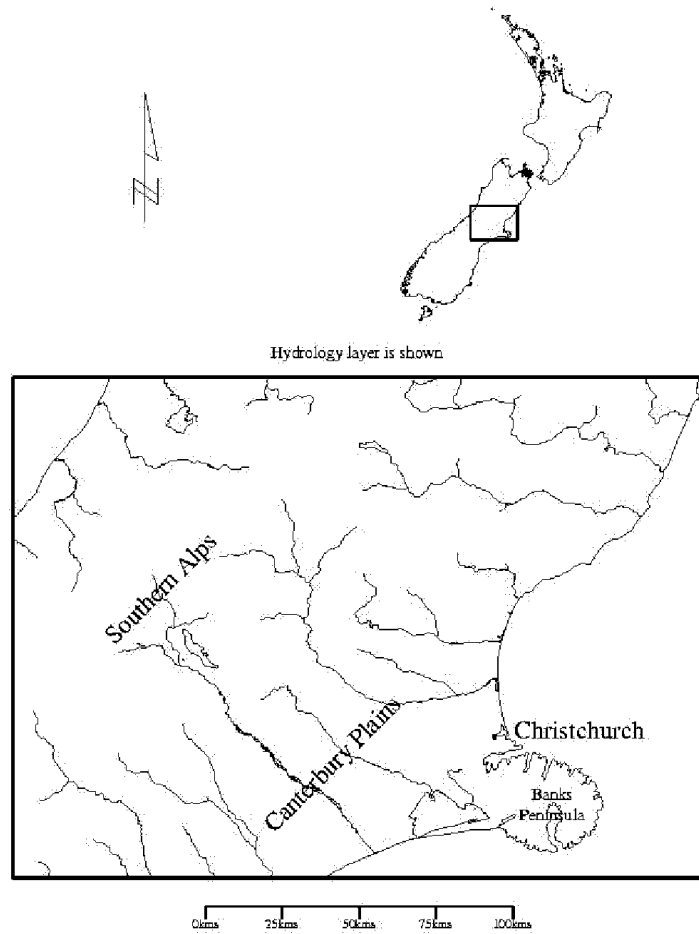 N
Hydrology layer is shown
Southern Alps
Canterbury Plains
Christchurch
Banks
Peninsula
0kms 25kms 50kms 75kms 100kms